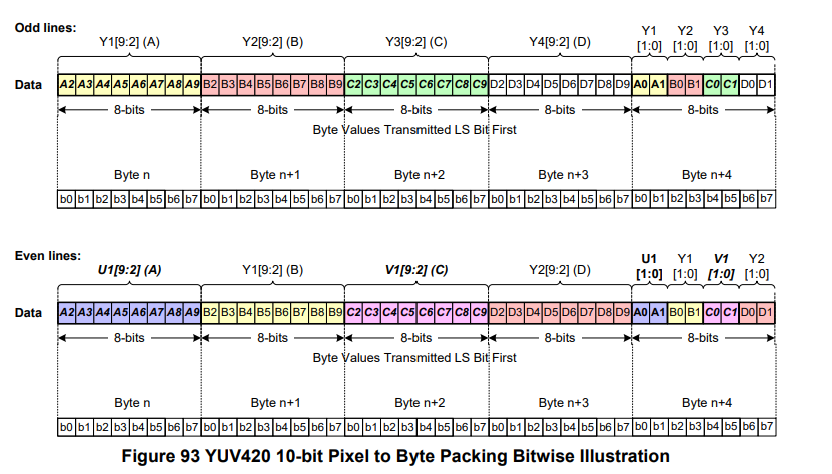 Odd lines:
Y1[9:2] (A) Y2[9:2] (B) Y3[9:2] (C) Y4[9:2] (D) Y1 [1:0] Y2 [1:0] Y3 [1:0] Y4 [1:0]
Data A2 A3 A4 A5 A6 A7 A8 A9 B2 B3 B4 B5 B6 B7 B8 B9 C2 C3 C4 C5 C6 C7 C8 C9 D2 D3 D4 D5 D6 D7 D8 D9 A0 A1 B0 B1 C0 C1 D0 D1
8-bits 8-bits 8-bits 8-bits 8-bits
Byte Values Transmitted LS Bit First
Byte n Byte n+1 Byte n+2 Byte n+3 Byte n+4
b0 b1 b2 b3 b4 b5 b6 b7 b0 b1 b2 b3 b4 b5 b6 b7 b0 b1 b2 b3 b4 b5 b6 b7 b0 b1 b2 b3 b4 b5 b6 b7 b0 b1 b2 b3 b4 b5 b6 b7
Even lines:
U1[9:2] (A) Y1[9:2] (B) V1[9:2] (C) Y2[9:2] (D) U1 [1:0] Y1 [1:0] V1 [1:0] Y2 [1:0]
Data A2 A3 A4 A5 A6 A7 A8 A9 B2 B3 B4 B5 B6 B7 B8 B9 C2 C3 C4 C5 C6 C7 C8 C9 D2 D3 D4 D5 D6 D7 D8 D9 A0 A1 B0 B1 C0 C1 D0 D1
8-bits 8-bits 8-bits 8-bits 8-bits
Byte Values Transmitted LS Bit First
Byte n Byte n+1 Byte n+2 Byte n+3 Byte n+4
b0 b1 b2 b3 b4 b5 b6 b7 b0 b1 b2 b3 b4 b5 b6 b7 b0 b1 b2 b3 b4 b5 b6 b7 b0 b1 b2 b3 b4 b5 b6 b7 b0 b1 b2 b3 b4 b5 b6 b7
Figure 93 YUV420 10-bit Pixel to Byte Packing Bitwise Illustration